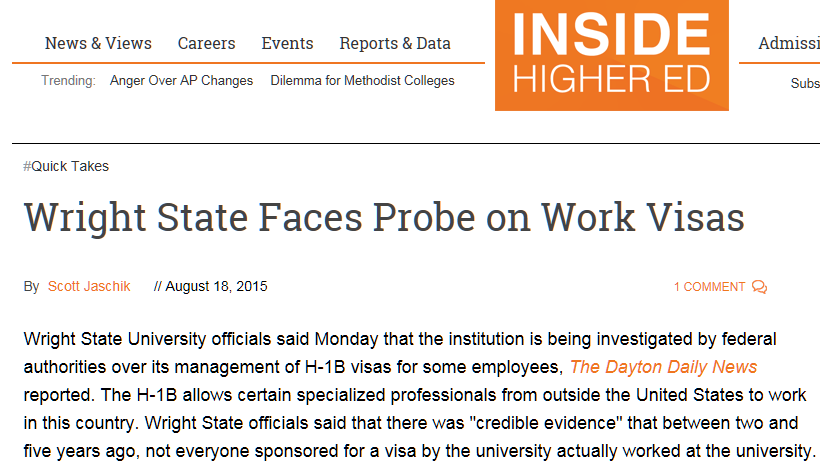 News & Views Careers Events Reports & Data
INSIDE
HIGHER ED
Trending: Anger Over AP Changes Dilemma for Methodist Colleges
#Quick Takes
Wright State Faces Probe on Work Visas
By Scott Jaschik // August 18, 2015 1 COMMENT
Wright State University officials said Monday that the institution is being investigated by federal
authorities over its management of H-1B visas for some employees, The Dayton Daily News
reported. The H-1B allows certain specialized professionals from outside the United States to work
in this country. Wright State officials said that there was "credible evidence" that between two and
five years ago, not everyone sponsored for a visa by the university actually worked at the university.